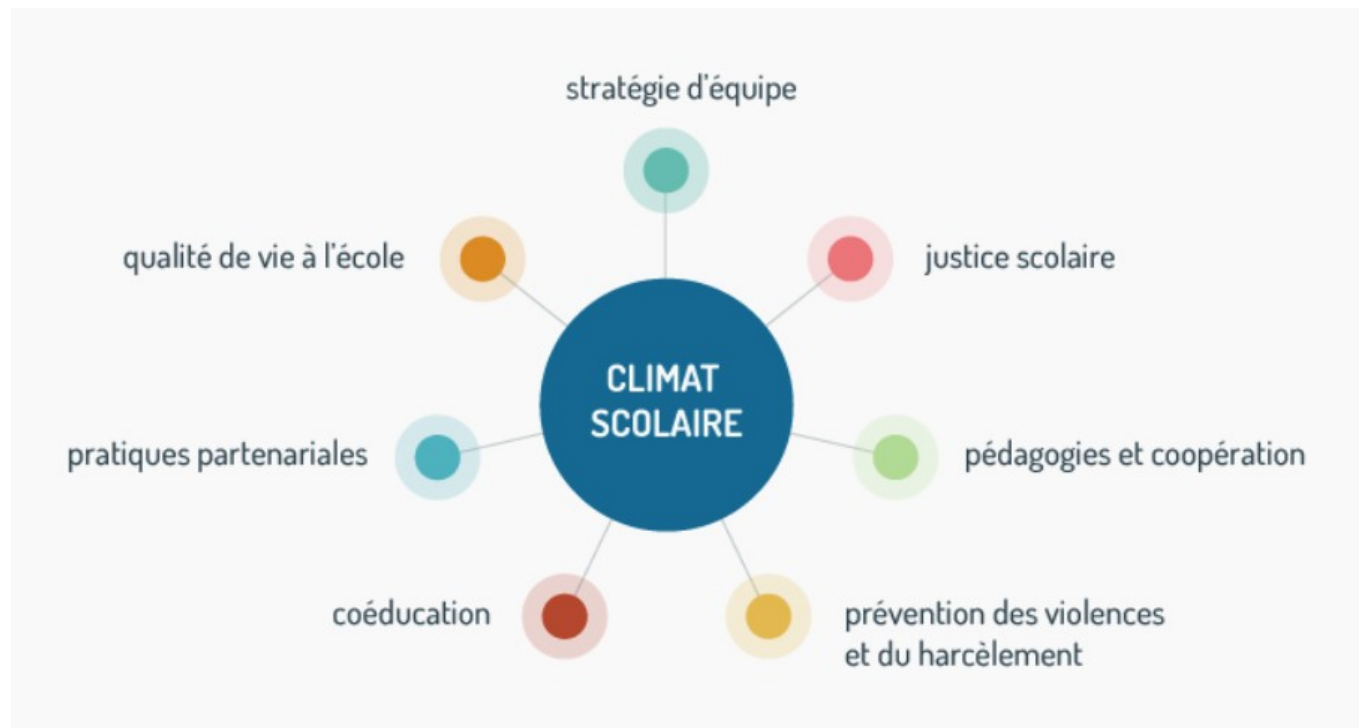 stratégie d'équipe
qualité de vie à l'école
justice scolaire
CLIMAT
SCOLAIRE
pratiques partenariales
pédagogies et coopération
coéducation
prévention des violences
et du harcèlement